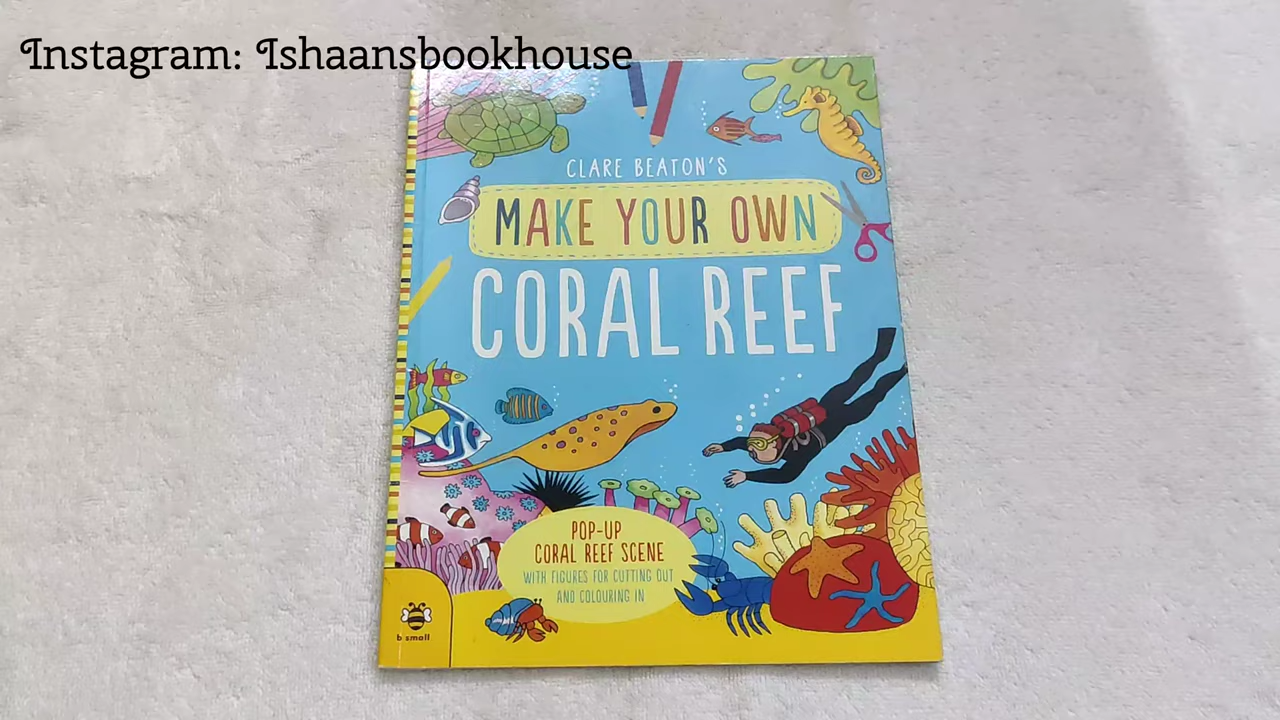 Instagram: Ishaansbookhouse
CLARE BEATON'S
MAKE YOUR OWN
CORAL REEF
POP-UP
CORAL REEF SCENE
WITH FIGURES FOR CUTTING OUT
AND COLOURING IN
b small